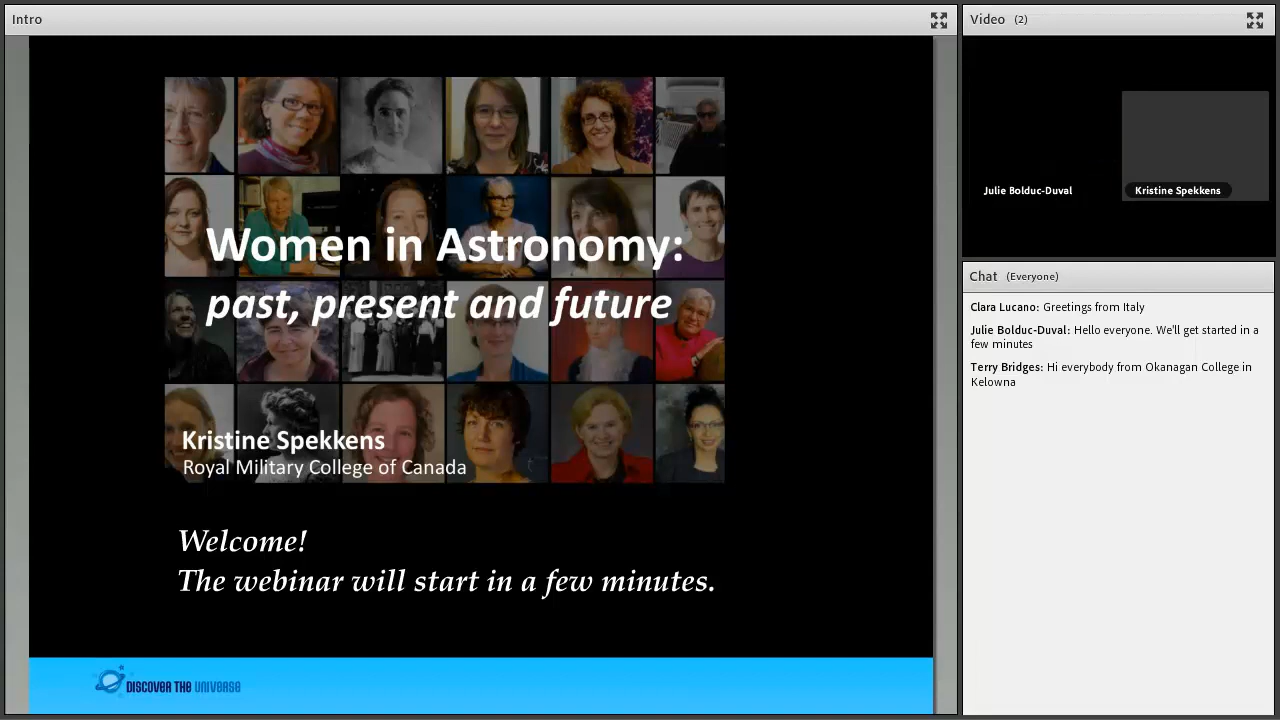 Intro
Women in Astronomy:
past, present and future
Kristine Spekkens
Royal Military College of Canada
Welcome!
The webinar will start in a few minutes.
DISCOVER THE UNIVERSE
Video (2)
Julie Bolduc-Duval
Kristine Spekkens
Chat (Everyone)
Clara Lucano: Greetings from Italy
Julie Bolduc-Duval: Hello everyone. We'll get started in a
few minutes
Terry Bridges: Hi everybody from Okanagan College in
Kelowna